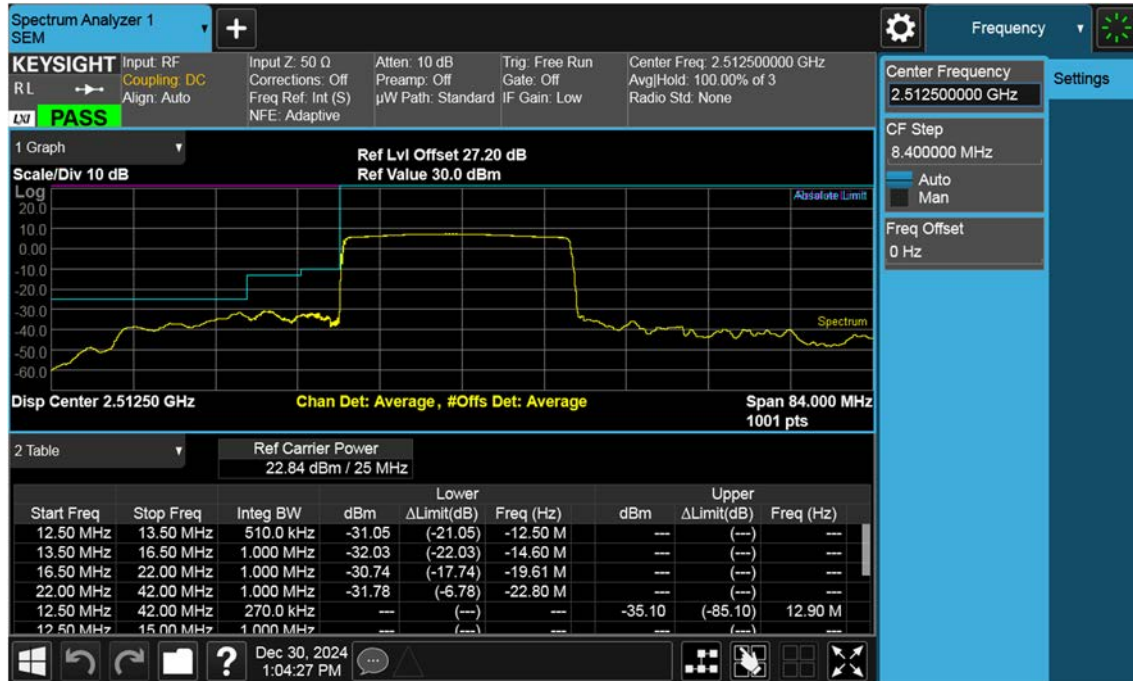 Spectrum Analyzer 1
SEM
Frequency
KEYSIGHT
RL
LXI PASS
Input: RF
Coupling: DC
Align: Auto
Input Z: 50 Ω
Corrections: Off
Freq Ref: Int (S)
NFE: Adaptive
Atten: 10 dB
Preamp: Off
µW Path: Standard
Trig: Free Run
Gate: Off
IF Gain: Low
Center Freq: 2.512500000 GHz
Avg|Hold: 100.00% of 3
Radio Std: None
Center Frequency
2.512500000 GHz
Settings
CF Step
8.400000 MHz
Auto
Man
Freq Offset
0 Hz
1 Graph
Scale/Div 10 dB
Ref Lvl Offset 27.20 dB
Ref Value 30.0 dBm
Log
20.0
10.0
0.00
-10.0
-20.0
-30.0
-40.0
-50.0
-60.0
Absolute Limit
Spectrum
Disp Center 2.51250 GHz
Chan Det: Average, #Offs Det: Average
Span 84.000 MHz
1001 pts
2 Table
Ref Carrier Power
22.84 dBm / 25 MHz
Lower Upper
Start Freq Stop Freq Integ BW dBm ΔLimit(dB) Freq (Hz) dBm ΔLimit(dB) Freq (Hz)
12.50 MHz 13.50 MHz 510.0 kHz -31.05 (-21.05) -12.50 M --- (---) ---
13.50 MHz 16.50 MHz 1.000 MHz -32.03 (-22.03) -14.60 M --- (---) ---
16.50 MHz 22.00 MHz 1.000 MHz -30.74 (-17.74) -19.61 M --- (---) ---
22.00 MHz 42.00 MHz 1.000 MHz -31.78 (-6.78) -22.80 M --- (---) ---
12.50 MHz 42.00 MHz 270.0 kHz --- (---) --- -35.10 (-85.10) 12.90 M
12.50 MHz 15.00 MHz 1.000 MHz --- (---) --- --- (---) ---
?
Dec 30, 2024
1:04:27 PM